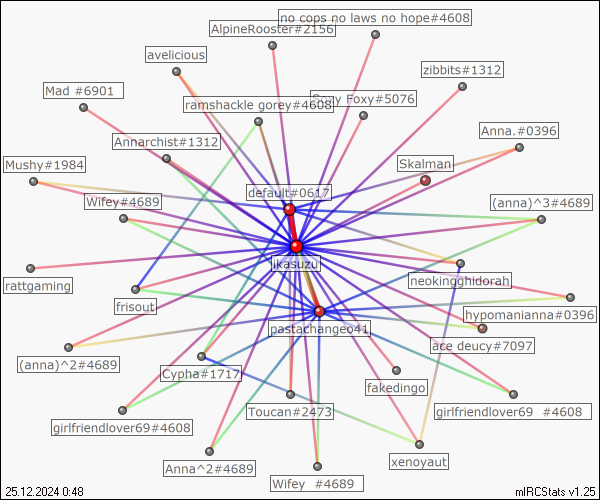 no cops no laws no hope#4608
AlpineRooster#2156
avelicious
zibbits#1312
Mad #6901
ramshackle gorey#4608
Foxy#5076
Anna.#0396
Annarchist#1312
Mushy#1984
Skalman
default#0617
Wifey#4689
(anna)^3#4689
ikasuzu
rattgaming
neokingghidorah
frisout
hypomanianna#0396
pastachangeo41
ace deucy#7097
(anna)^2#4689
Cypha#1717
fakedingo
Toucan#2473
girlfriendlover69 #4608
girlfriendlover69#4608
xenoyaut
Anna^2#4689
Wifey #4689
25.12.2024 0:48
mIRCStats v1.25